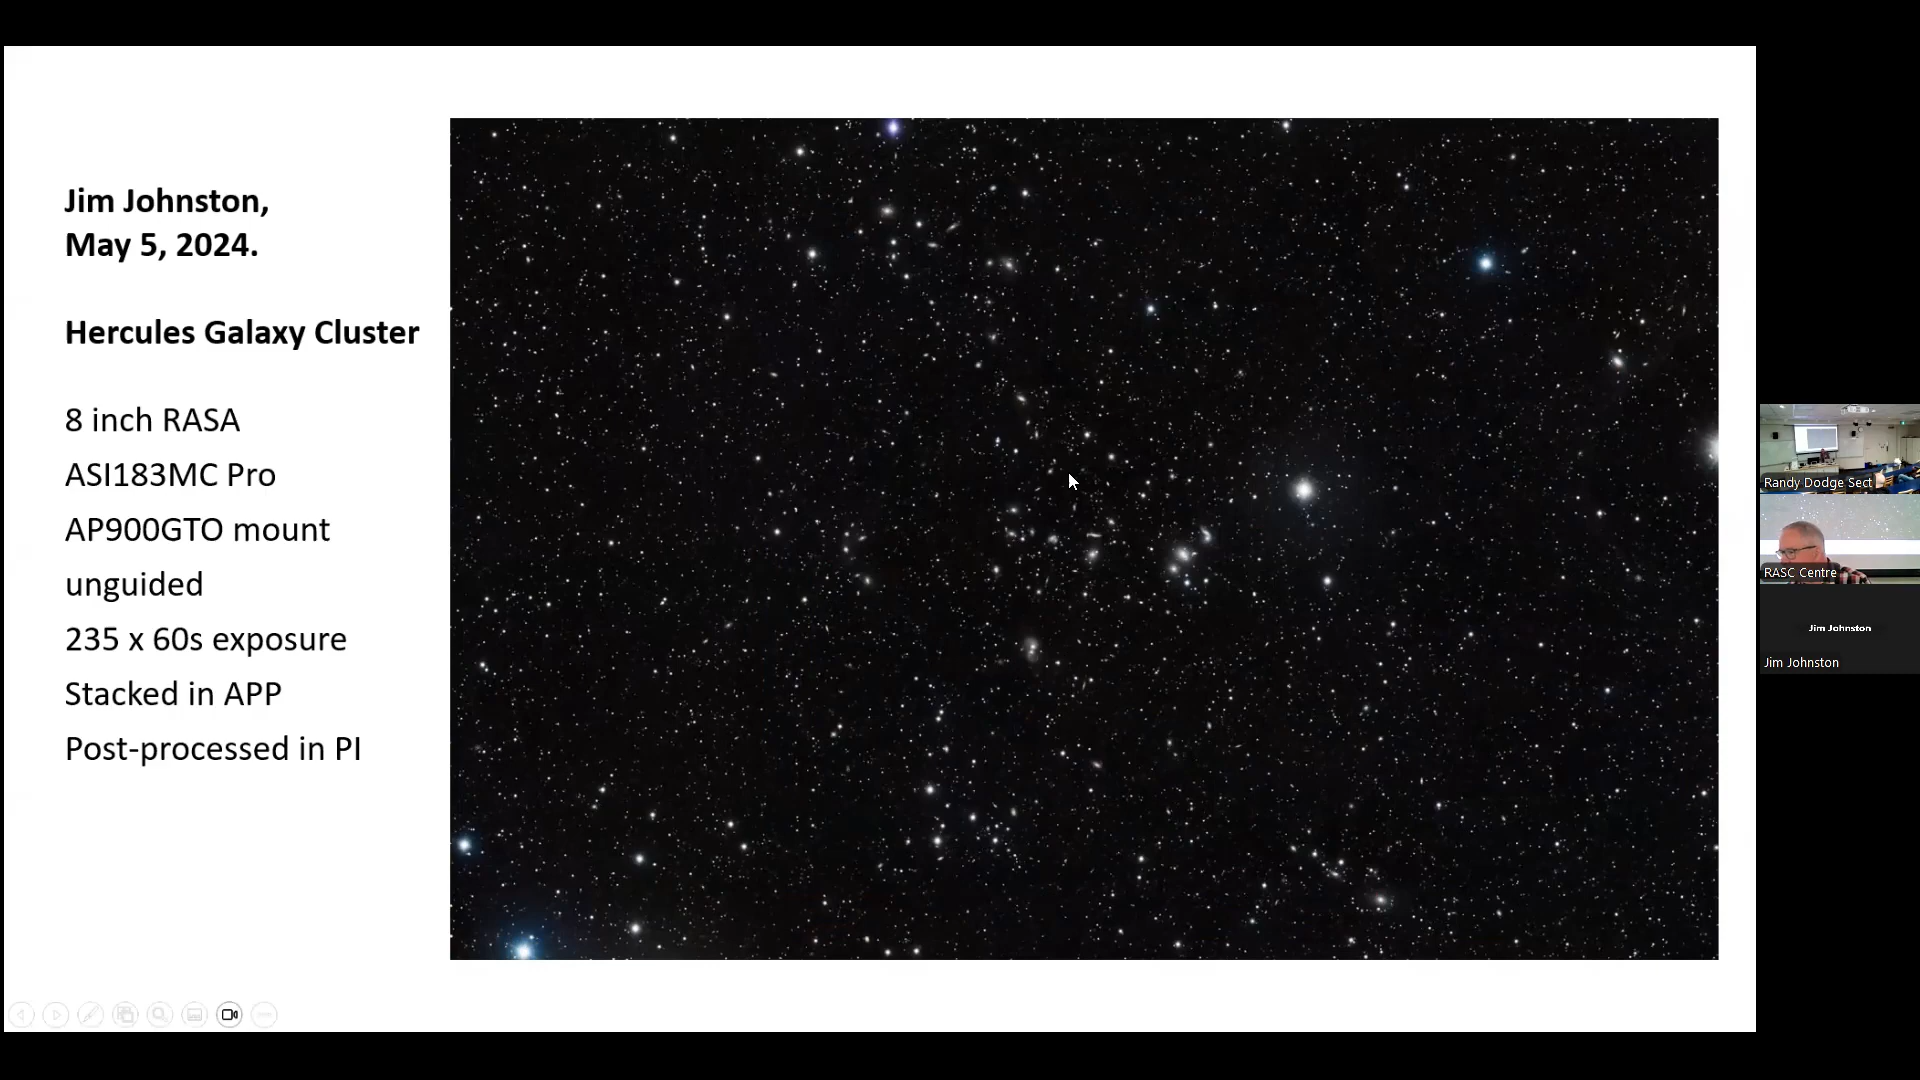 Jim Johnston,
May 5, 2024.
Hercules Galaxy Cluster
8 inch RASA
ASI183MC Pro
AP900GTO mount
unguided
235 x 60s exposure
Stacked in APP
Post-processed in PI
Randy Dodge Sect
RASC Centre
Jim Johnston
Jim Johnston